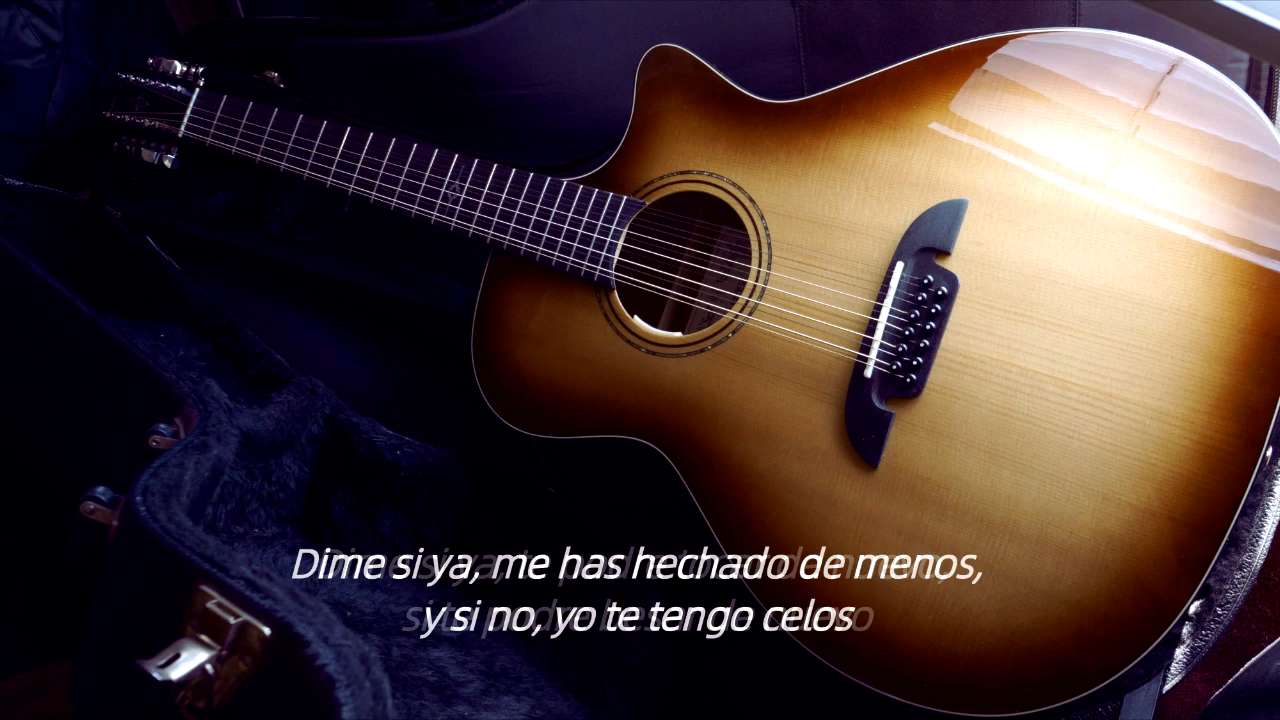 Dime si ya, me has hechado de menos,
y si no, yo te tengo celos